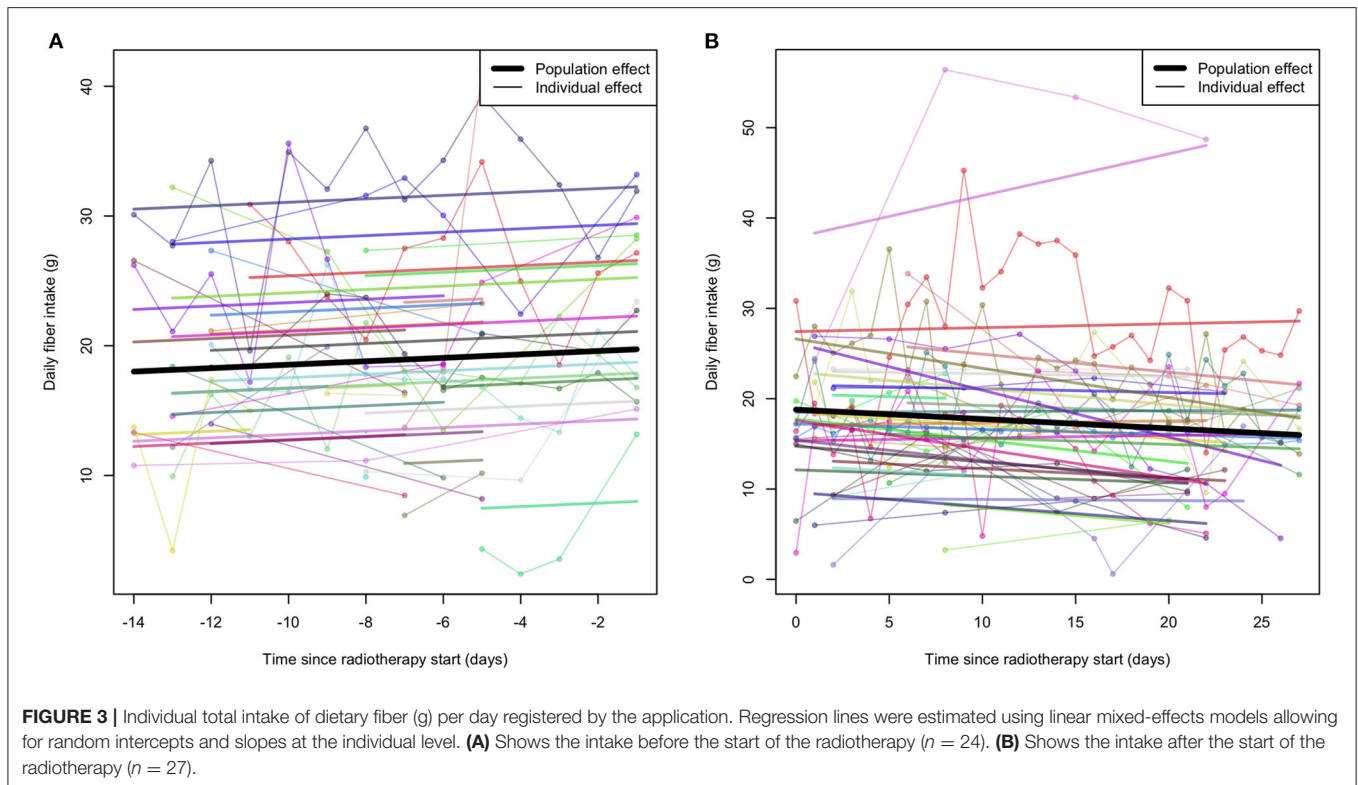 A
Population effect
Individual effect
40
30
20
10
Daily fiber intake (g)
-14 -12 -10 -8 -6 -4 -2
Time since radiotherapy start (days)
B
Population effect
Individual effect
50
40
30
20
10
0
Daily fiber intake (g)
0 5 10 15 20 25
Time since radiotherapy start (days)
FIGURE 3 | Individual total intake of dietary fiber (g) per day registered by the application. Regression lines were estimated using linear mixed-effects models allowing
for random intercepts and slopes at the individual level. (A) Shows the intake before the start of the radiotherapy (n = 24). (B) Shows the intake after the start of the
radiotherapy (n = 27).